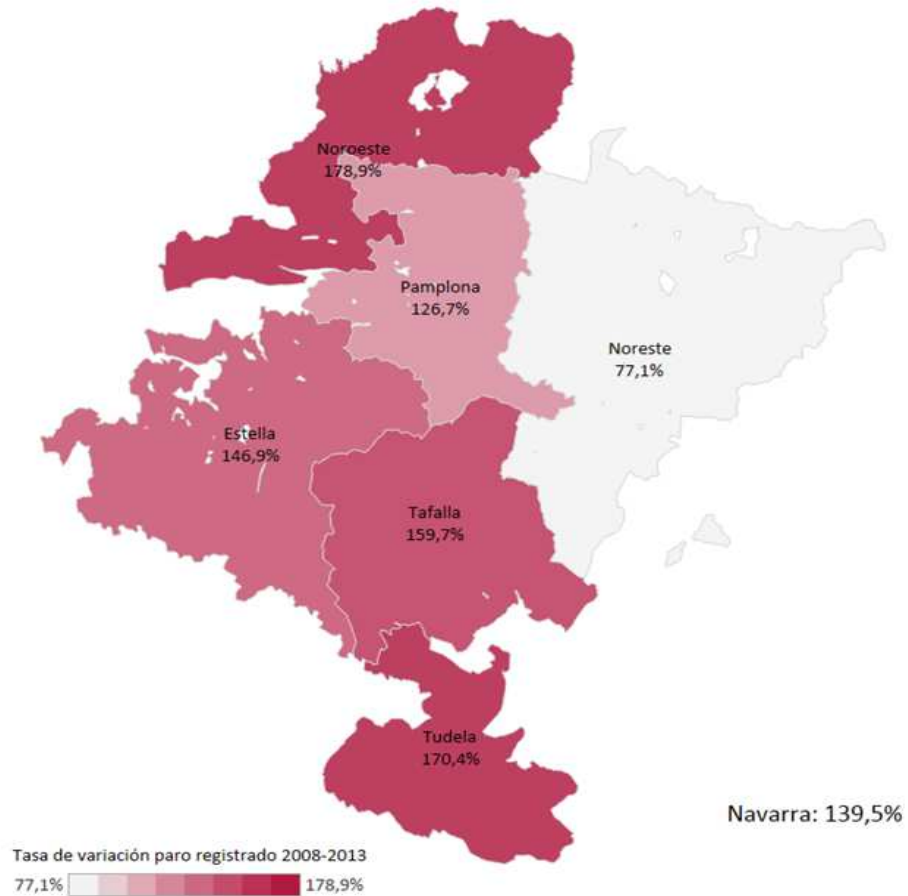 Noroeste
178,9%
Pamplona
126,7%
Noreste
77,1%
Estella
146,9%
Tafalla
159,7%
Tudela
170,4%
Navarra: 139,5%
Tasa de variación paro registrado 2008-2013
77,1% 178,9%